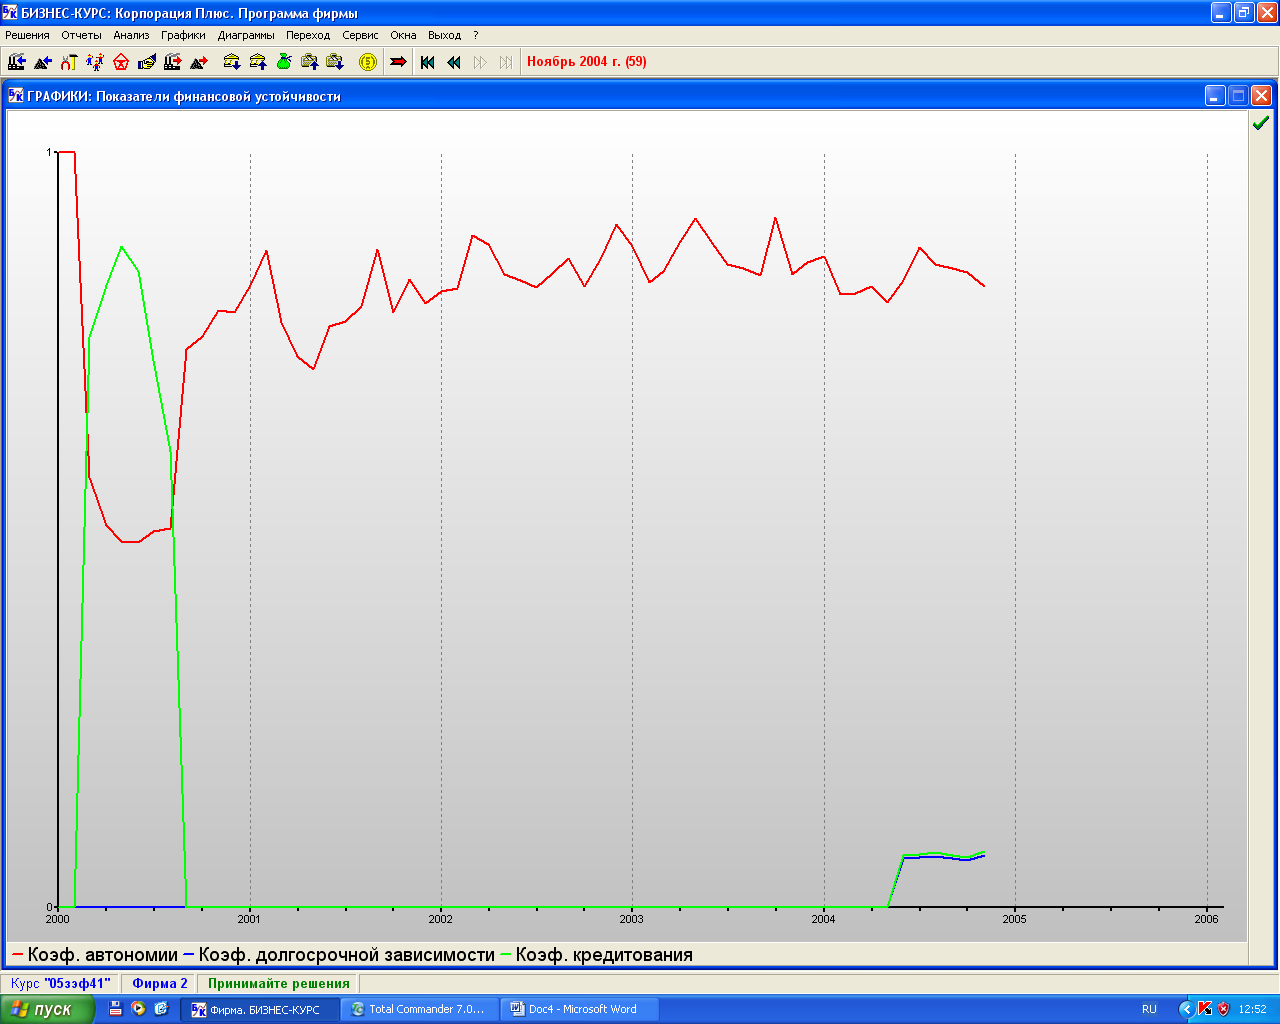 БИЗНЕС-КУРС: Корпорация Плюс. Программа фирмы
Решения Отчеты Анализ Графики Диаграммы Переход Сервис Окна Выход ?
Ноябрь 2004 г. (59)
ГРАФИКИ: Показатели финансовой устойчивости
1
0
2000 2001 2002 2003 2004 2005 2006
Коэф. автономии Коэф. долгосрочной зависимости Коэф. кредитования
Курс "05зэф41" Фирма 2 Принимайте решения
пуск Фирма. БИЗНЕС-КУРС Total Commander 7.0... Doc4 - Microsoft Word RU 12:52